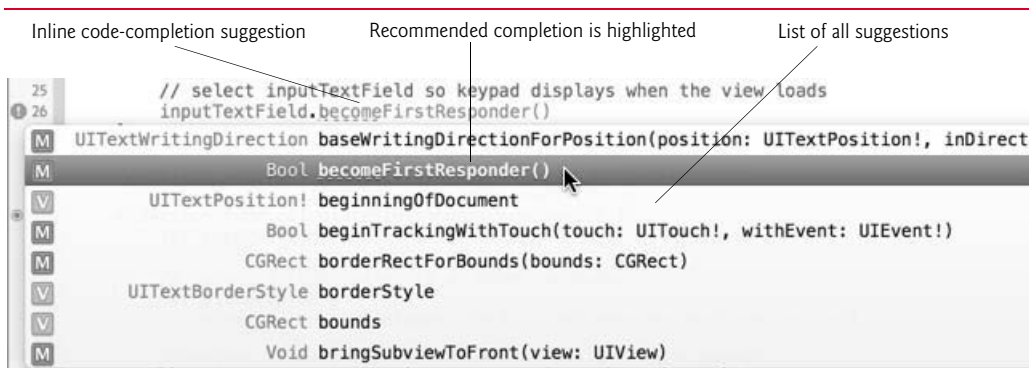 Inline code-completion suggestion Recommended completion is highlighted List of all suggestions
25 // select inputTextField so keypad displays when the view loads
26 inputTextField.becomeFirstResponder()
M UITextWritingDirection baseWritingDirectionForPosition(position: UITextPosition!, inDirect
M Bool becomeFirstResponder()
V UITextPosition! beginningOfDocument
M Bool beginTrackingWithTouch(touch: UITouch!, withEvent: UIEvent!)
M CGRect borderRectForBounds(bounds: CGRect)
V UITextBorderStyle borderStyle
V CGRect bounds
M Void bringSubviewToFront(view: UIView)